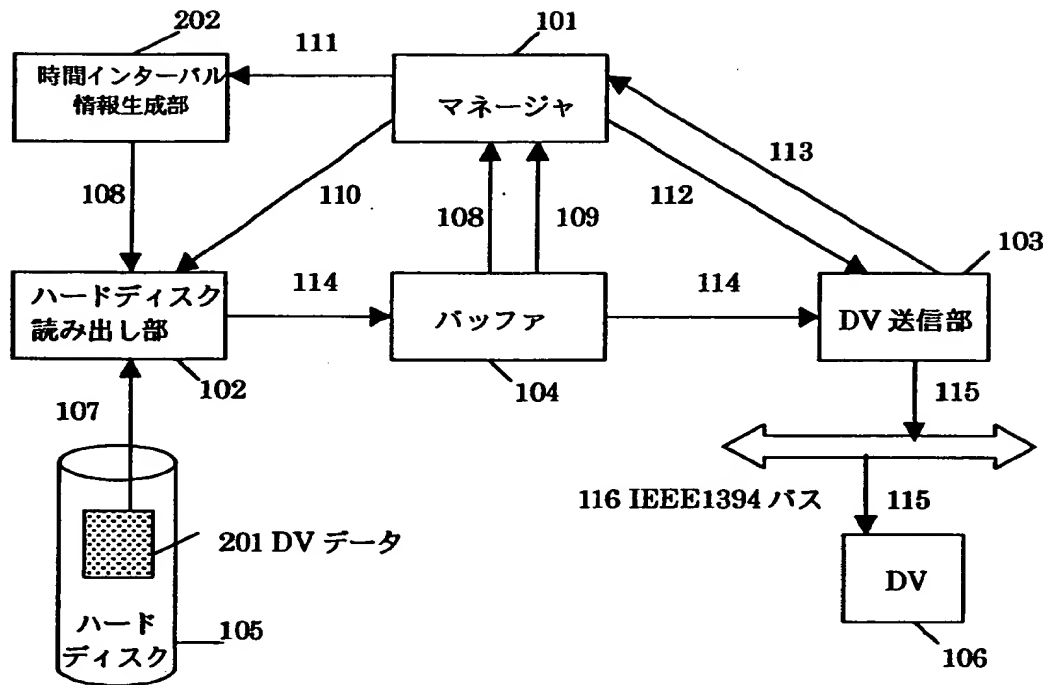 202
111
101
時間インターバル
情報生成部
マネージャ
113
108
110
108
109
112
103
ハードディスク
読み出し部
114
バッファ
114
DV 送信部
102
104
115
107
116 IEEE1394 バス
115
201 DV データ
DV
ハード
ディスク
105
106